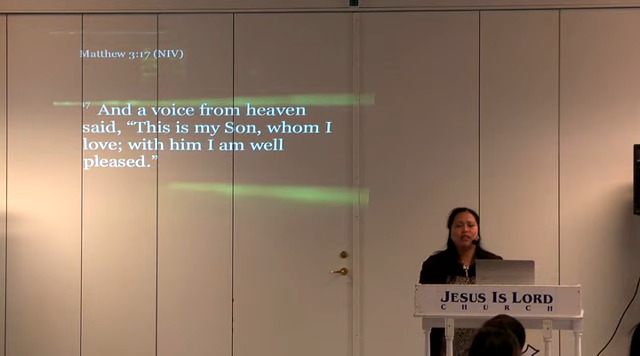 Matthew 3:17 (NIV)
17 And a voice from heaven
said, “This is my Son, whom I
love; with him I am well
pleased.”
JESUS IS LORD
CHURCH